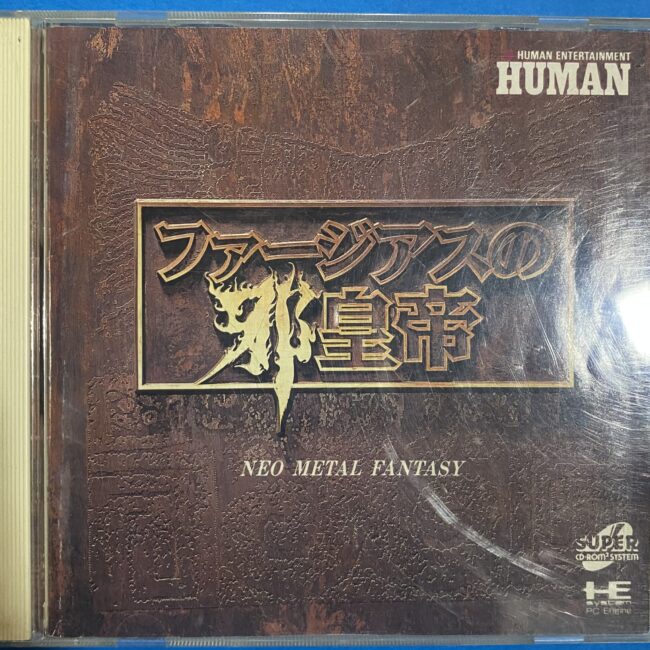 HUMAN ENTERTAINMENT
HUMAN
ファージアスの
邪皇帝
NEO METAL FANTASY
SUPER
CD-ROM² SYSTEM
HE
system
PC Engine